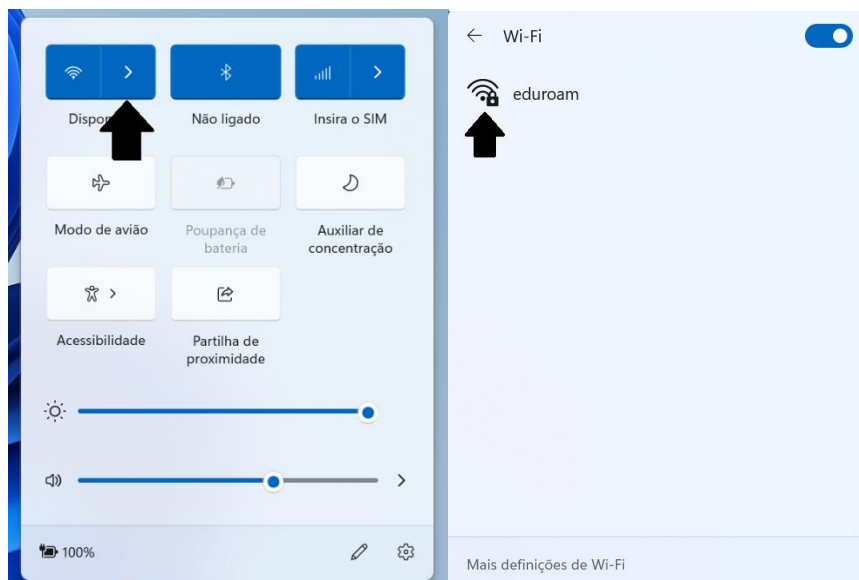 Não ligado
Insira o SIM
Modo de avião
Poupança de
bateria
Auxiliar de
concentração
Acessibilidade
Partilha de
proximidade
100%
Wi-Fi
eduroam
Mais definições de Wi-Fi